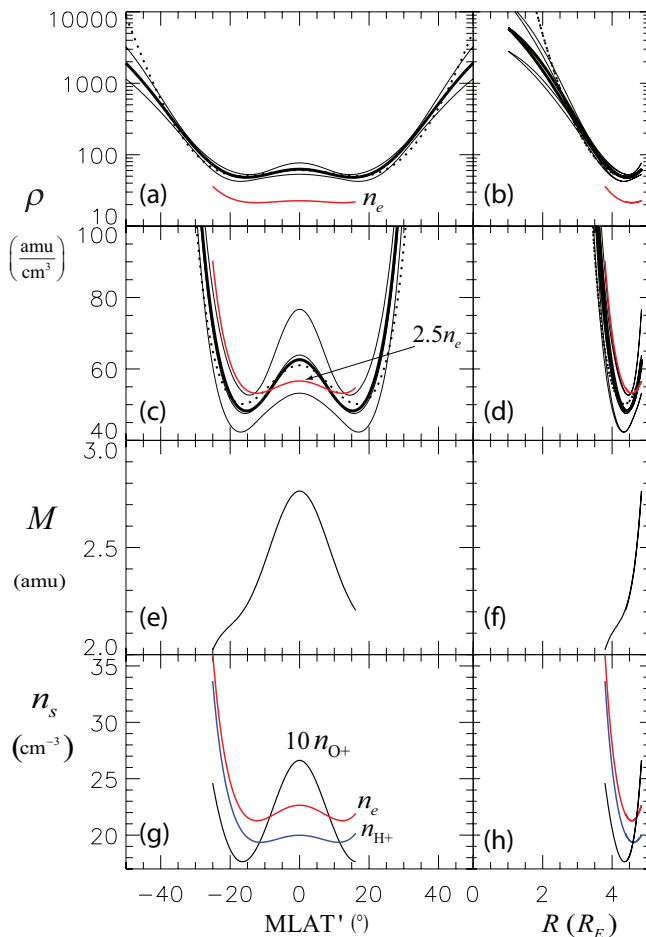 10000
1000
100
10
(a)
n_e
(b)
ρ
(amu/cm³)
100
80
60
40
2.5n_e
(c)
(d)
3.0
2.5
2.0
M
(amu)
(e)
(f)
35
30
25
20
n_s
(cm⁻³)
10 n_O+
n_e
n_H+
(g)
(h)
−40 −20 0 20 40
0 2 4
MLAT' (°)
R (R_E)